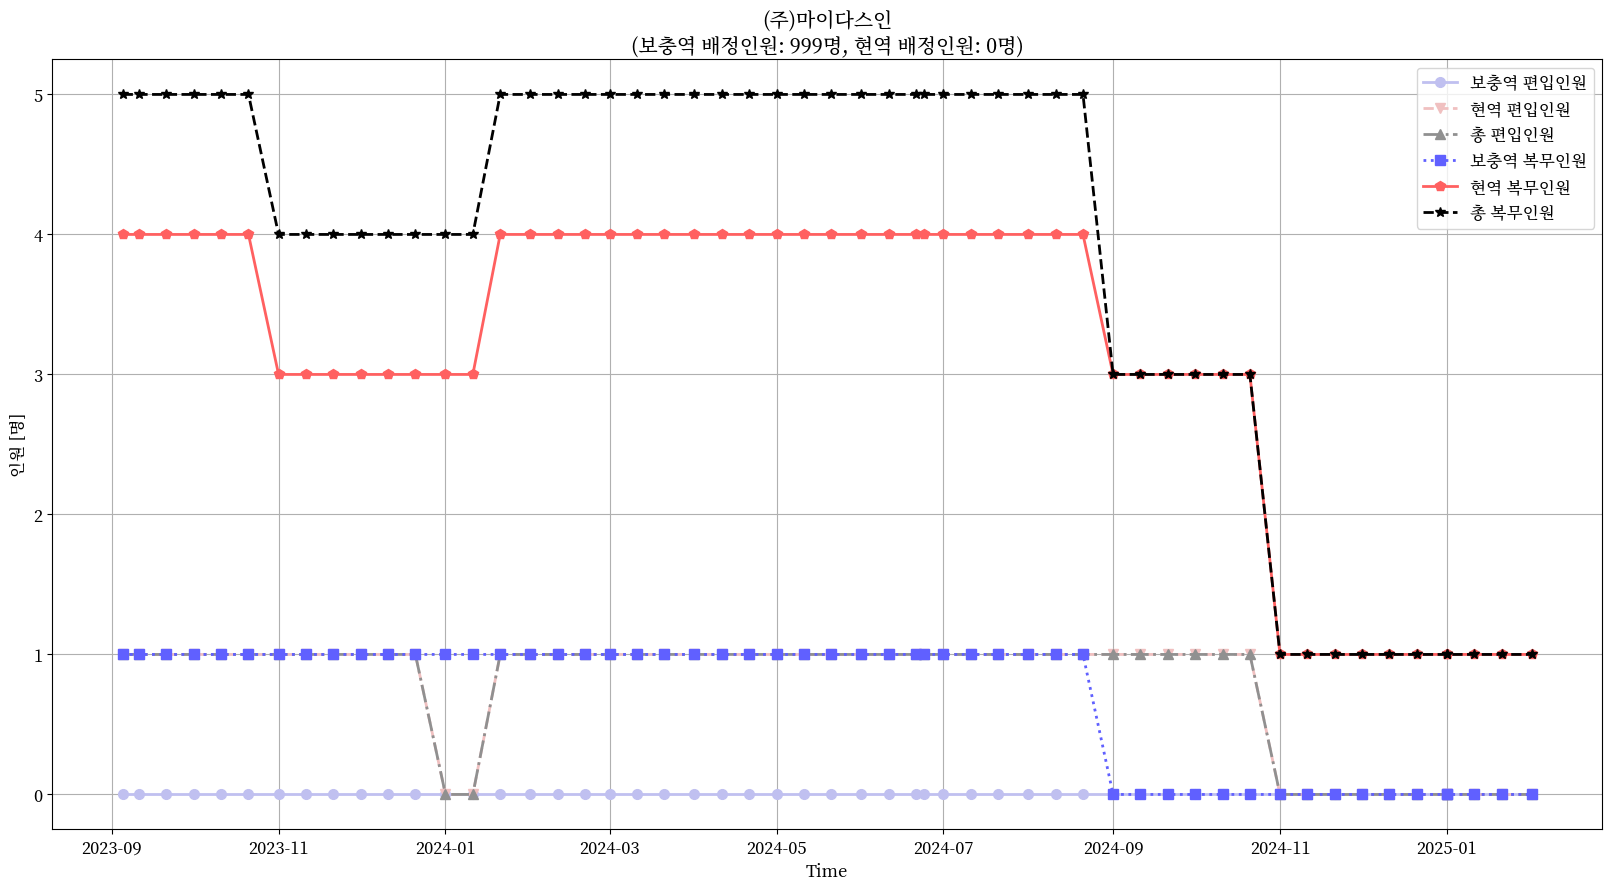 (주)마이다스인
(보충역 배정인원: 999명, 현역 배정인원: 0명)
보충역 편입인원
현역 편입인원
총 편입인원
보충역 복무인원
현역 복무인원
총 복무인원
인원 [명]
5
4
3
2
1
0
2023-09
2023-11
2024-01
2024-03
2024-05
2024-07
2024-09
2024-11
2025-01
Time